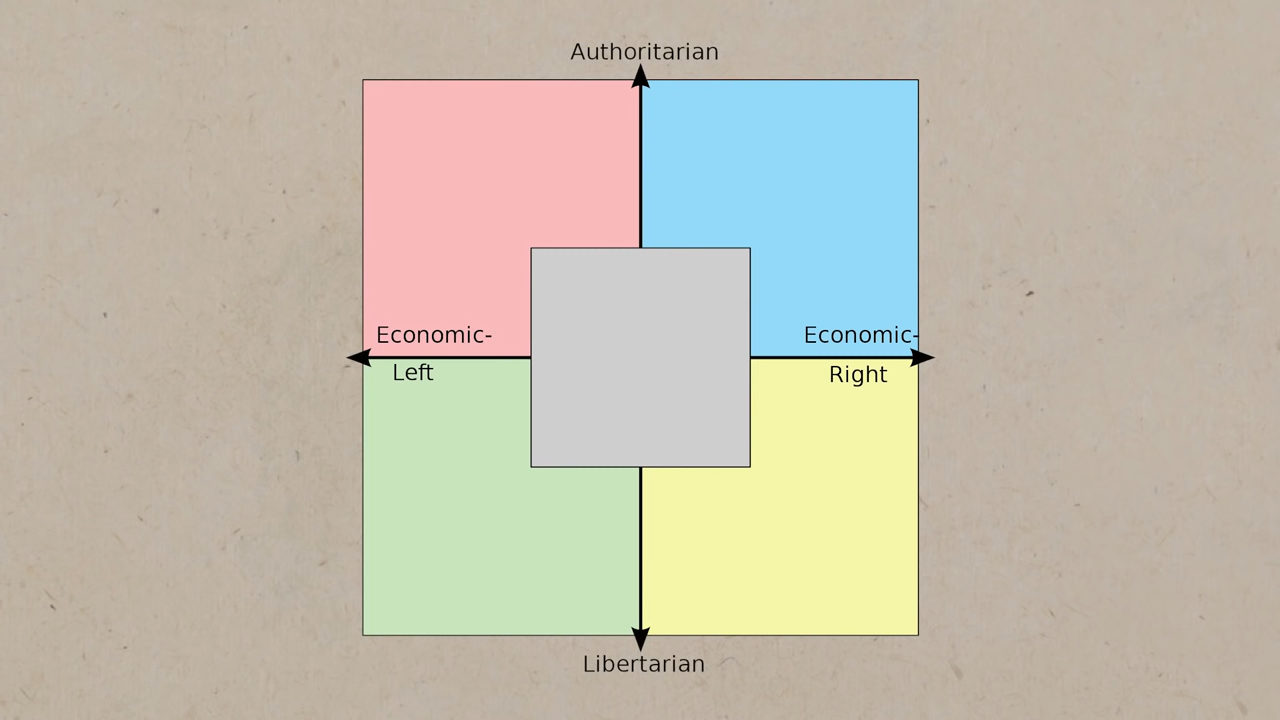 Authoritarian
Economic-
Left
Economic-
Right
Libertarian